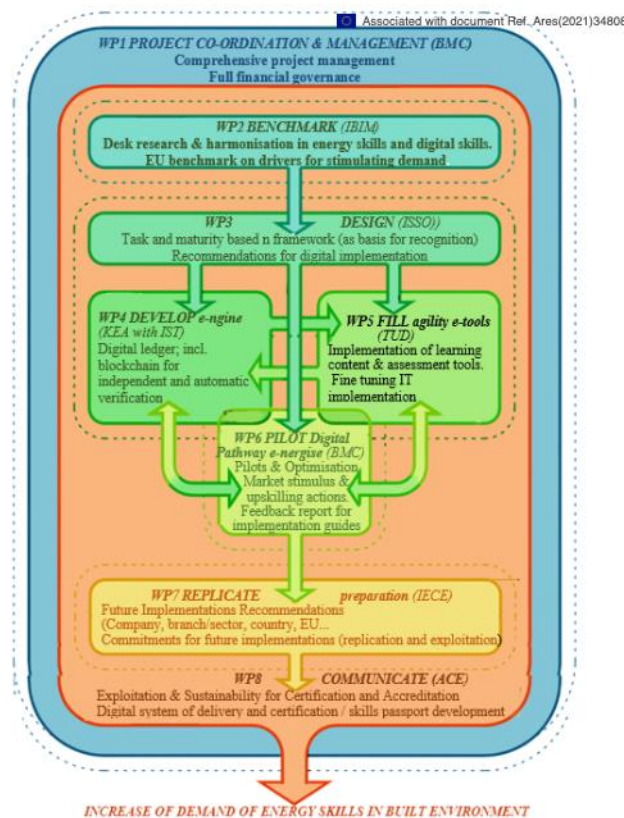 Associated with document Ref. Ares(2021)34808
WP1 PROJECT CO-ORDINATION & MANAGEMENT (BMC)
Comprehensive project management
Full financial governance
WP2 BENCHMARK (IBIM)
Desk research & harmonisation in energy skills and digital skills.
EU benchmark on drivers for stimulating demand.
WP3 DESIGN (ISSO))
Task and maturity based n framework (as basis for recognition)
Recommendations for digital implementation
WP4 DEVELOP e-ngine
(KEA with IST)
Digital ledger; incl.
blockchain for
independent and automatic
verification
WP5 FILL agility e-tools
(TUD)
Implementation of learning
content & assessment tools.
Fine tuning IT
implementation
WP6 PILOT Digital
Pathway e-nergise (BMC)
Pilots & Optimisation
Market stimulus &
upskilling actions.
Feedback report for
implementation guides
WP7 REPLICATE preparation (IECE)
Future Implementations Recommendations
(Company, branch/sector, country, EU...
Commitments for future implementations (replication and exploitation)
WP8 COMMUNICATE (ACE)
Exploitation & Sustainability for Certification and Accreditation
Digital system of delivery and certification / skills passport development
INCREASE OF DEMAND OF ENERGY SKILLS IN BUILT ENVIRONMENT